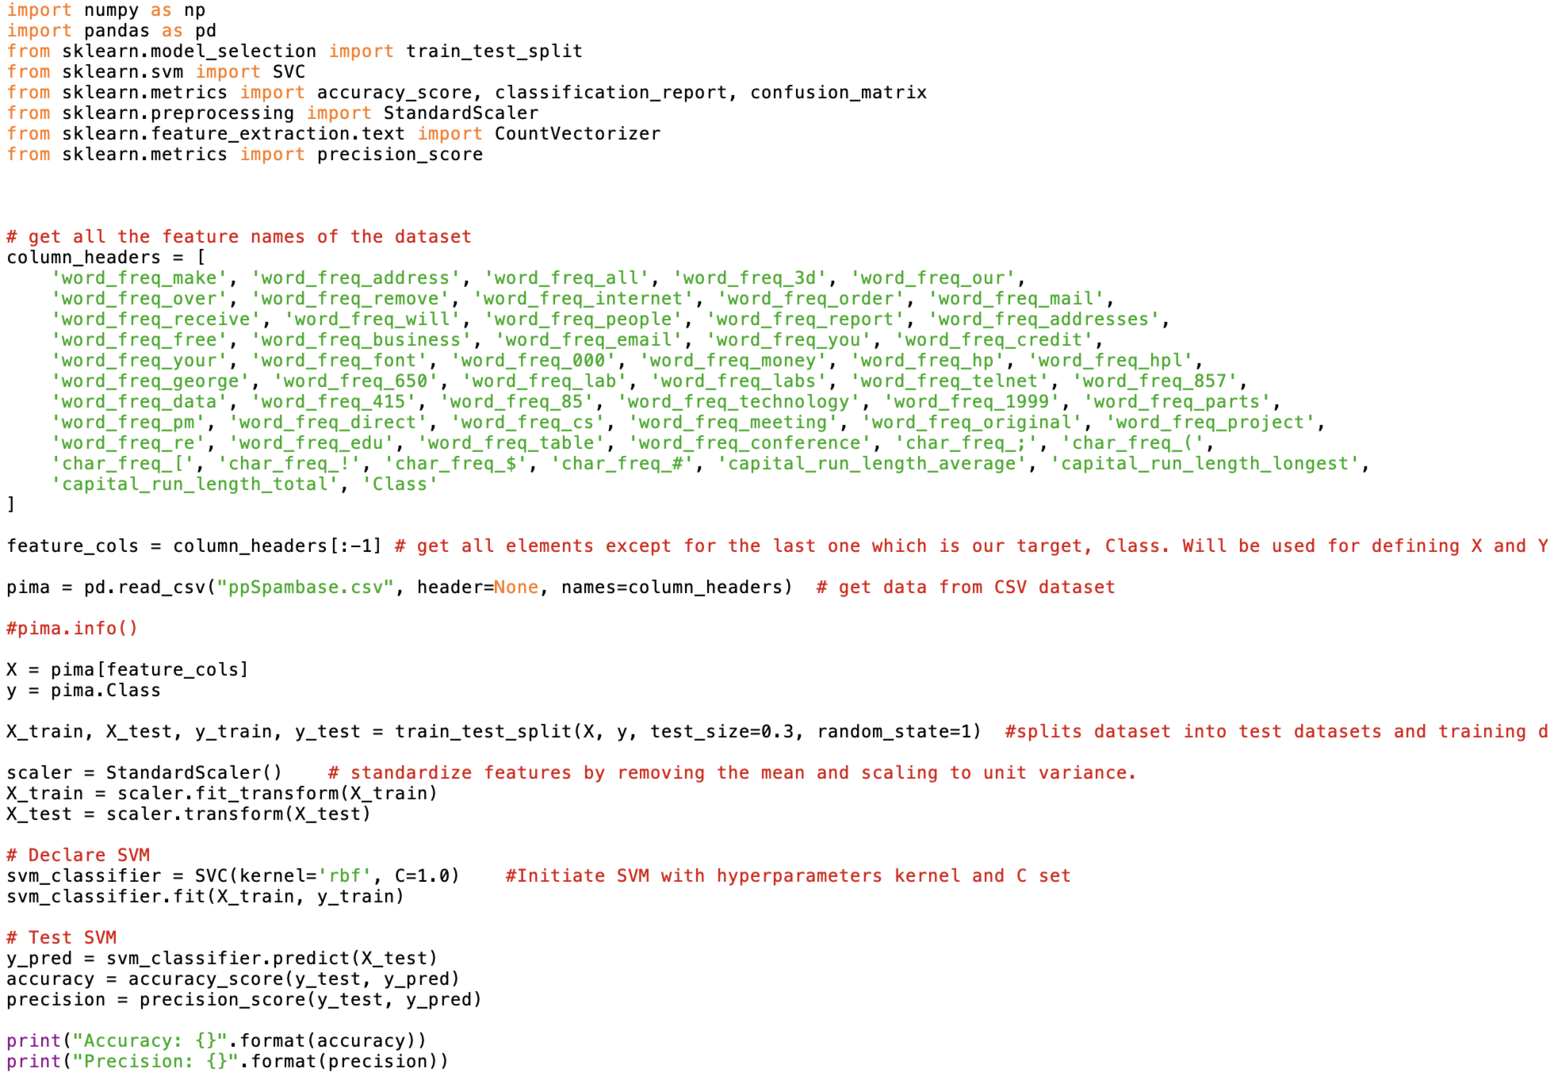 import numpy as np
import pandas as pd
from sklearn.model_selection import train_test_split
from sklearn.svm import SVC
from sklearn.metrics import accuracy_score, classification_report, confusion_matrix
from sklearn.preprocessing import StandardScaler
from sklearn.feature_extraction.text import CountVectorizer
from sklearn.metrics import precision_score
# get all the feature names of the dataset
column_headers = [
    'word_freq_make', 'word_freq_address', 'word_freq_all', 'word_freq_3d', 'word_freq_our',
    'word_freq_over', 'word_freq_remove', 'word_freq_internet', 'word_freq_order', 'word_freq_mail',
    'word_freq_receive', 'word_freq_will', 'word_freq_people', 'word_freq_report', 'word_freq_addresses',
    'word_freq_free', 'word_freq_business', 'word_freq_email', 'word_freq_you', 'word_freq_credit',
    'word_freq_your', 'word_freq_font', 'word_freq_000', 'word_freq_money', 'word_freq_hp', 'word_freq_hpl',
    'word_freq_george', 'word_freq_650', 'word_freq_lab', 'word_freq_labs', 'word_freq_telnet', 'word_freq_857',
    'word_freq_data', 'word_freq_415', 'word_freq_85', 'word_freq_technology', 'word_freq_1999', 'word_freq_parts',
    'word_freq_pm', 'word_freq_direct', 'word_freq_cs', 'word_freq_meeting', 'word_freq_original', 'word_freq_project',
    'word_freq_re', 'word_freq_edu', 'word_freq_table', 'word_freq_conference', 'char_freq_;', 'char_freq_(',
    'char_freq_[', 'char_freq_!', 'char_freq_$', 'char_freq_#', 'capital_run_length_average', 'capital_run_length_longest',
    'capital_run_length_total', 'Class'
]
feature_cols = column_headers[:-1] # get all elements except for the last one which is our target, Class. Will be used for defining X and Y
pima = pd.read_csv("ppSpambase.csv", header=None, names=column_headers)  # get data from CSV dataset
#pima.info()
X = pima[feature_cols]
y = pima.Class
X_train, X_test, y_train, y_test = train_test_split(X, y, test_size=0.3, random_state=1)  #splits dataset into test datasets and training d
scaler = StandardScaler()    # standardize features by removing the mean and scaling to unit variance.
X_train = scaler.fit_transform(X_train)
X_test = scaler.transform(X_test)
# Declare SVM
svm_classifier = SVC(kernel='rbf', C=1.0)    #Initiate SVM with hyperparameters kernel and C set
svm_classifier.fit(X_train, y_train)
# Test SVM
y_pred = svm_classifier.predict(X_test)
accuracy = accuracy_score(y_test, y_pred)
precision = precision_score(y_test, y_pred)
print("Accuracy: {}".format(accuracy))
print("Precision: {}".format(precision))